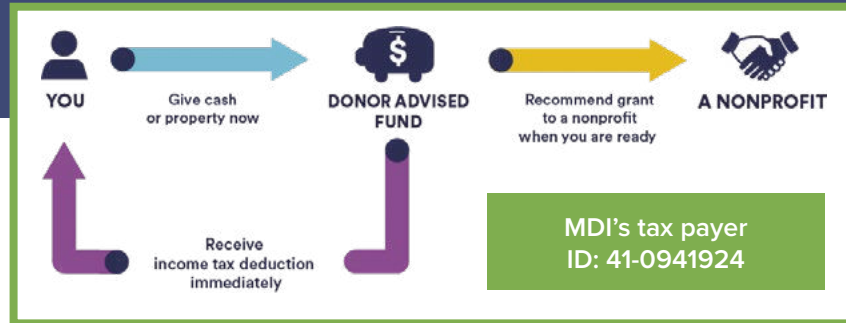 $
YOU
Give cash
or property now
DONOR ADVISED
FUND
Recommend grant
to a nonprofit
when you are ready
A NONPROFIT
Receive
income tax deduction
immediately
MDI's tax payer
ID: 41-0941924